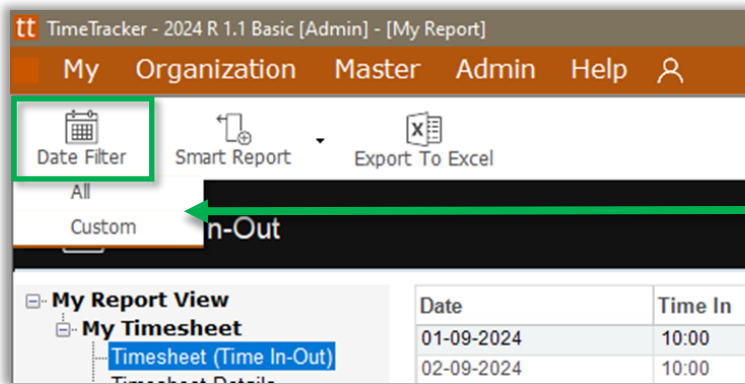 tt TimeTracker - 2024 R 1.1 Basic [Admin] - [My Report]
My Organization Master Admin Help
Date Filter Smart Report Export To Excel
All
Custom
n-Out
My Report View
My Timesheet
Timesheet (Time In-Out)
Timesheet Details
Date Time In
01-09-2024 10:00
02-09-2024 10:00